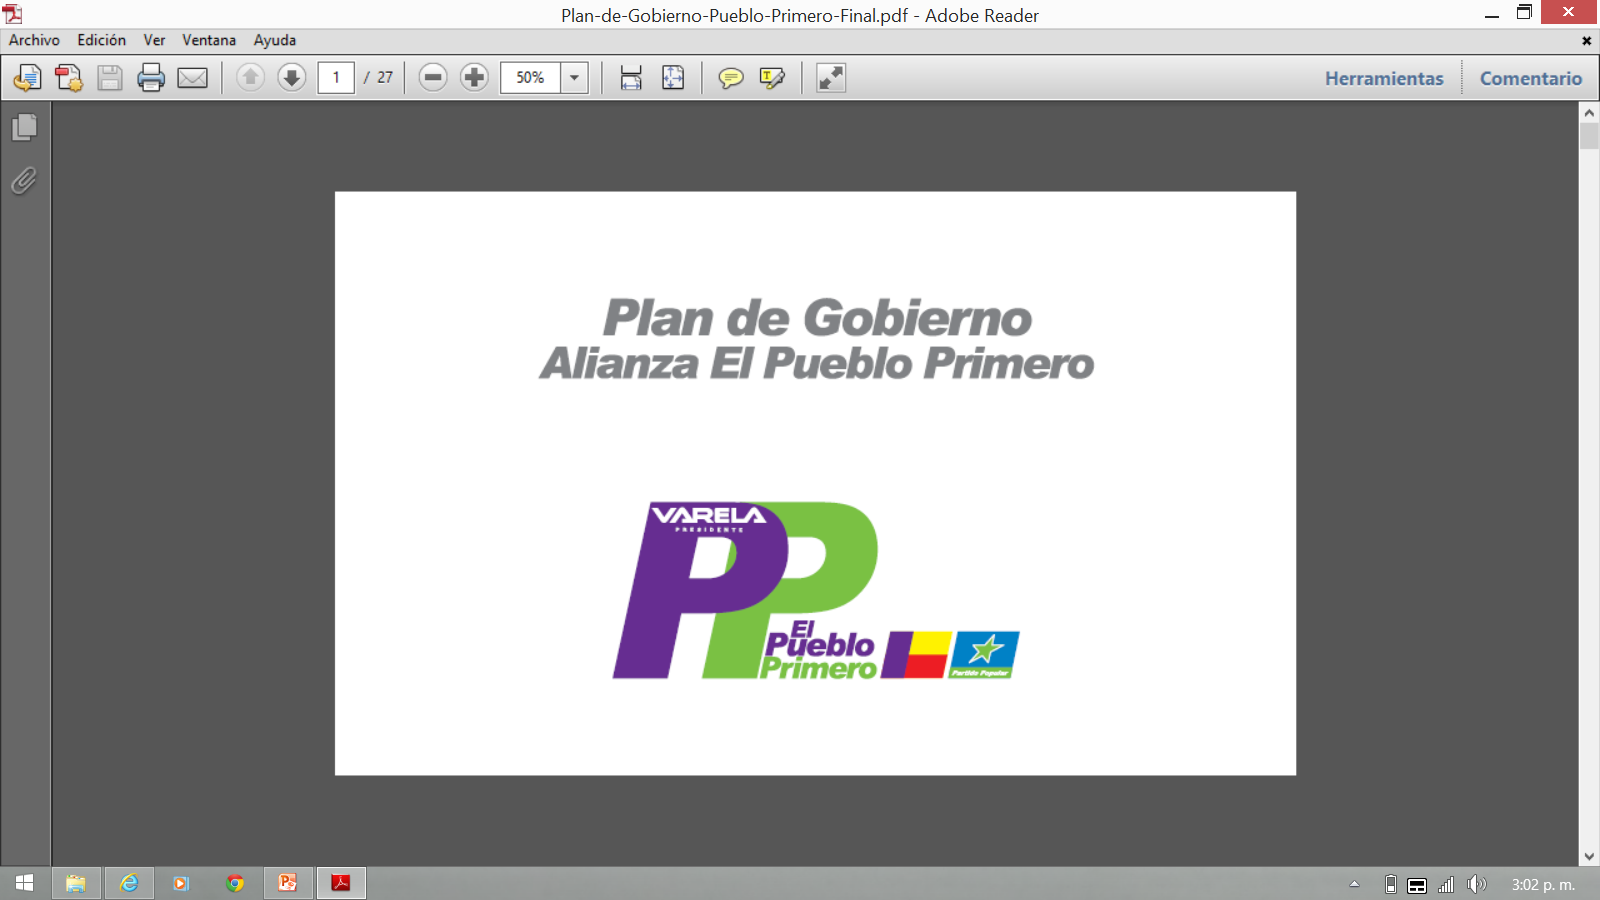 Plan-de-Gobierno-Pueblo-Primero-Final.pdf - Adobe Reader
Archivo Edición Ver Ventana Ayuda
1 / 27 50% Herramientas Comentario
Plan de Gobierno
Alianza El Pueblo Primero
VARELA
PRESIDENTE
PP
El
Pueblo
Primero
Partido Popular
3:02 p. m.